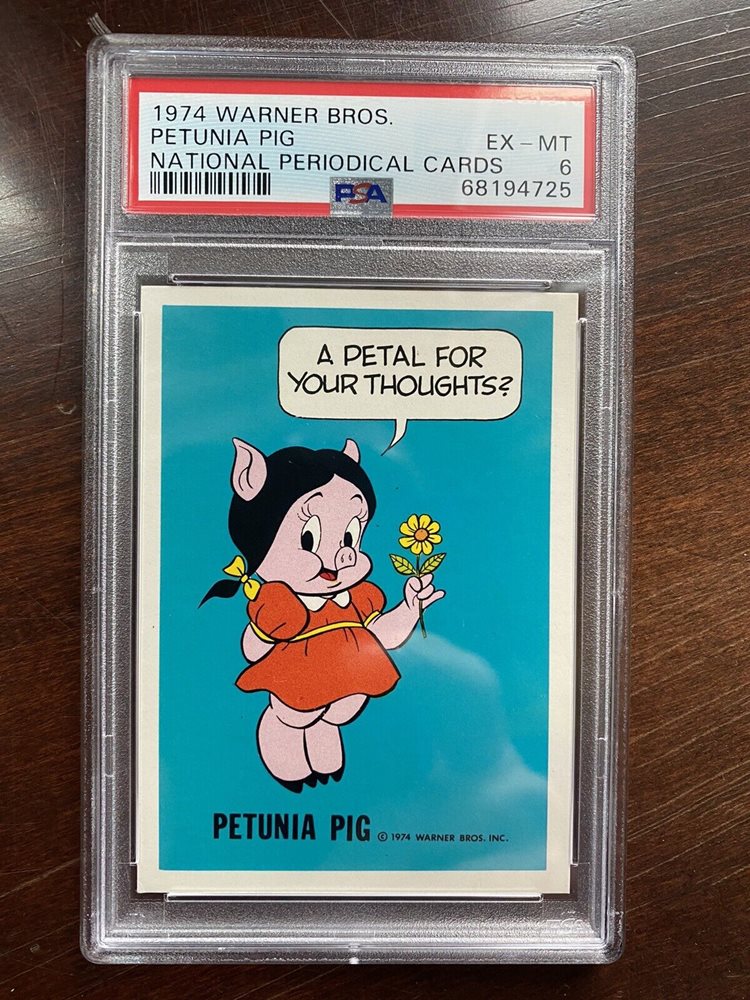 1974 WARNER BROS.
PETUNIA PIG EX – MT
NATIONAL PERIODICAL CARDS 6
PSA 68194725
A PETAL FOR
YOUR THOUGHTS?
PETUNIA PIG © 1974 WARNER BROS. INC.